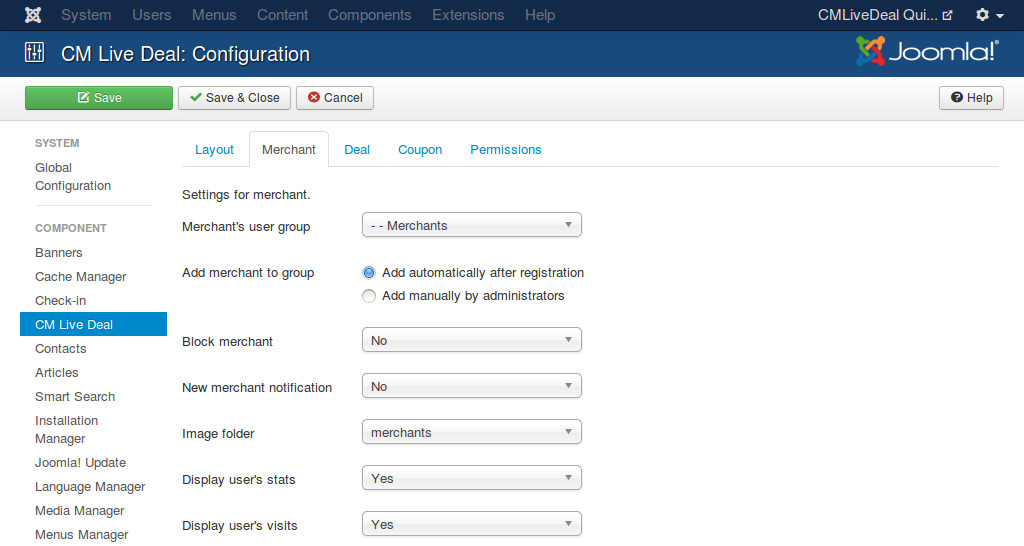 System Users Menus Content Components Extensions Help CMLiveDeal Qui...
CM Live Deal: Configuration Joomla!®
Save Save & Close Cancel Help
SYSTEM
Global
Configuration
COMPONENT
Banners
Cache Manager
Check-in
CM Live Deal
Contacts
Articles
Smart Search
Installation
Manager
Joomla! Update
Language Manager
Media Manager
Menus Manager
Layout Merchant Deal Coupon Permissions
Settings for merchant.
Merchant's user group - - Merchants
Add merchant to group Add automatically after registration
Add manually by administrators
Block merchant No
New merchant notification No
Image folder merchants
Display user's stats Yes
Display user's visits Yes